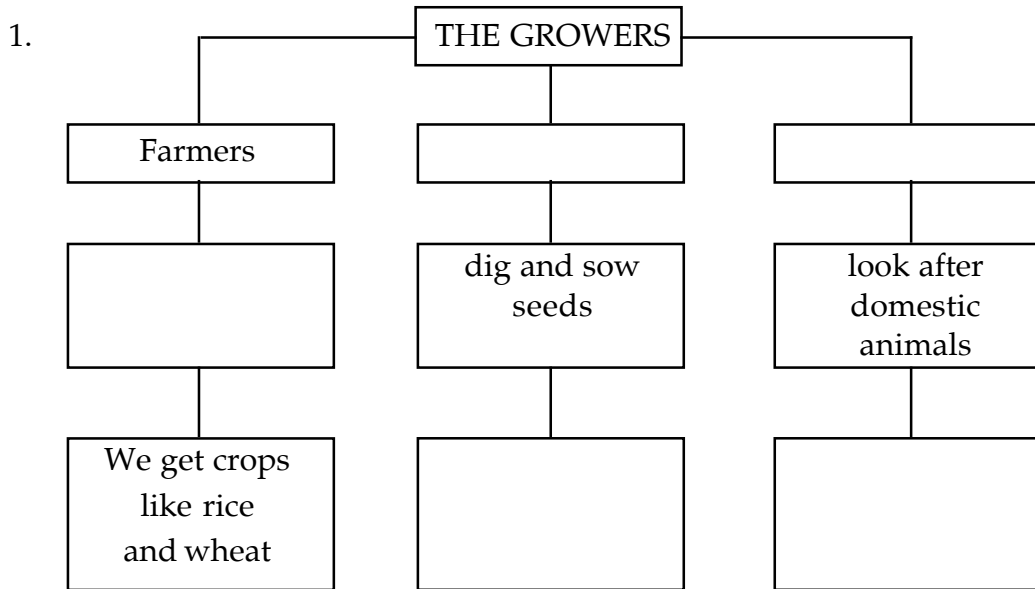 1.
THE GROWERS
Farmers
dig and sow
seeds
look after
domestic
animals
We get crops
like rice
and wheat